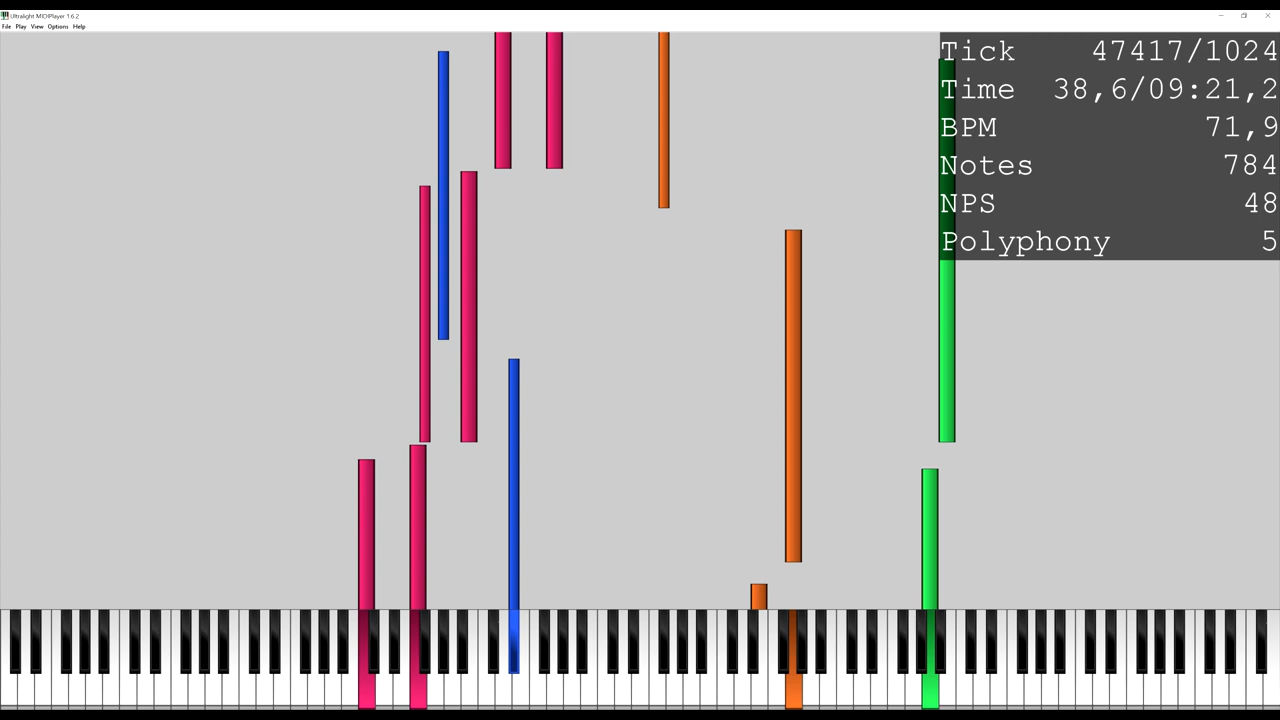 Ultralight MIDIPlayer 1.6.2
File Play View Options Help
Tick 47417/1024
Time 38,6/09:21,2
BPM 71,9
Notes 784
NPS 48
Polyphony 5